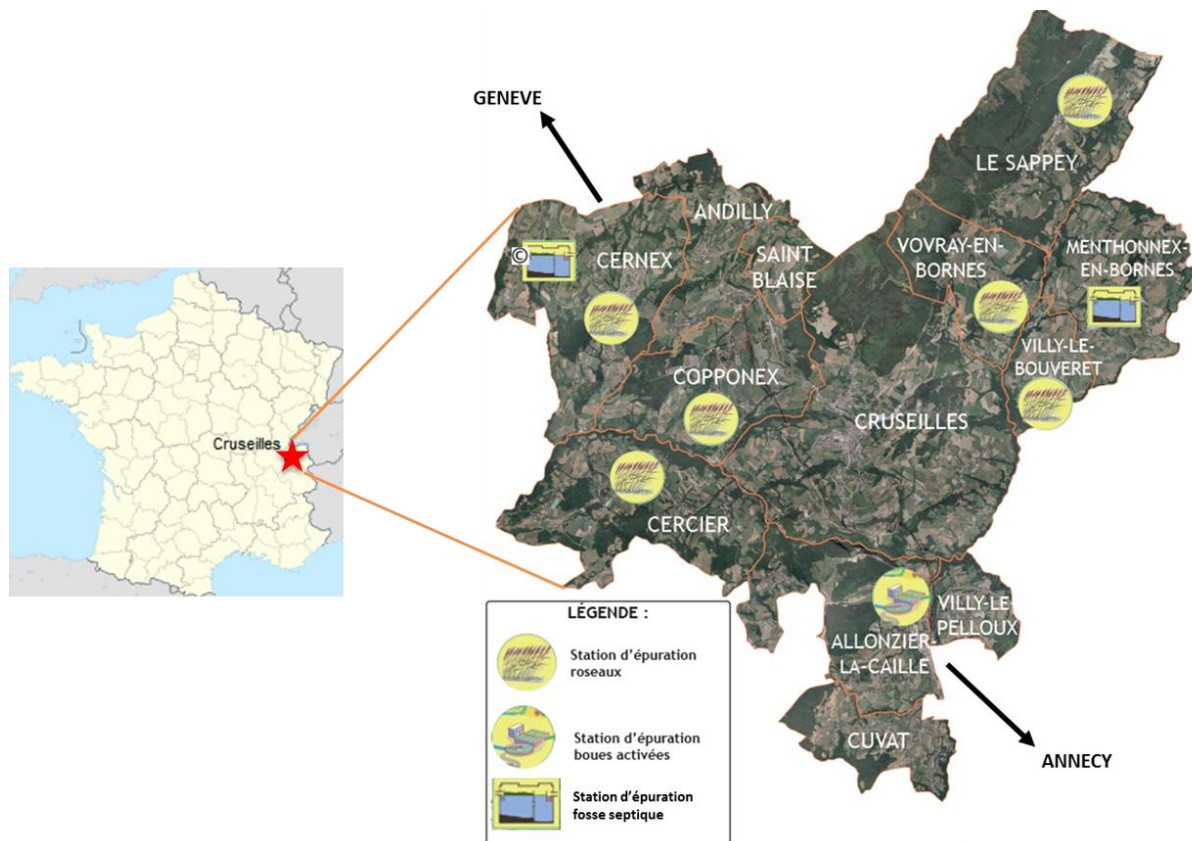 GENEVE
LE SAPPEY
ANDILLY
VOVRAY-EN-
BORNES
MENTHONNEX-
EN-BORNES
©
CERNEX
SAINT
BLAISE
VILLY-LE-
BOUVERET
COPPONEX
CRUSEILLES
Cruseilles
CERCIER
VILLY-LE-
PELLOUX
ALLONZIER-
LA-CAILLE
CUVAT
ANNECY
LÉGENDE :
Station d'épuration
roseaux
Station d'épuration
boues activées
Station d'épuration
fosse septique